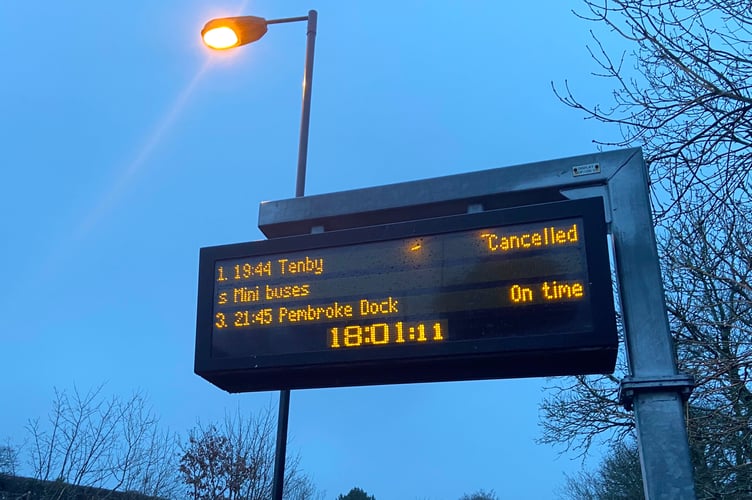 1. 19:44 Tenby Cancelled
s Mini buses
3. 21:45 Pembroke Dock On time
18:01:11